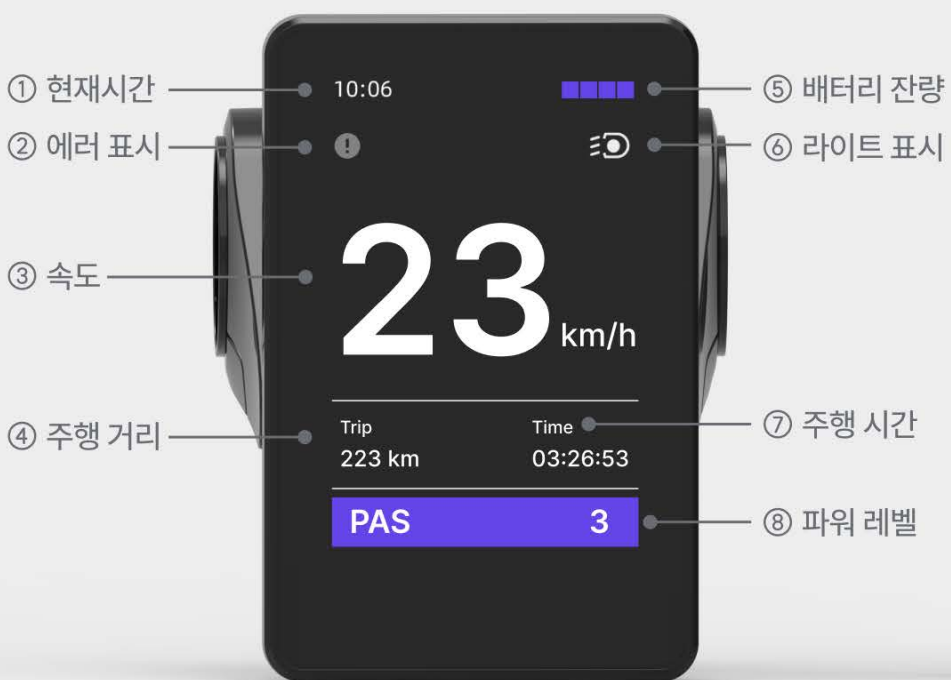 ① 현재시간
10:06
⑤ 배터리 잔량
② 에러 표시
⑥ 라이트 표시
③ 속도
23 km/h
④ 주행 거리
Trip
223 km
Time
03:26:53
⑦ 주행 시간
PAS 3
⑧ 파워 레벨